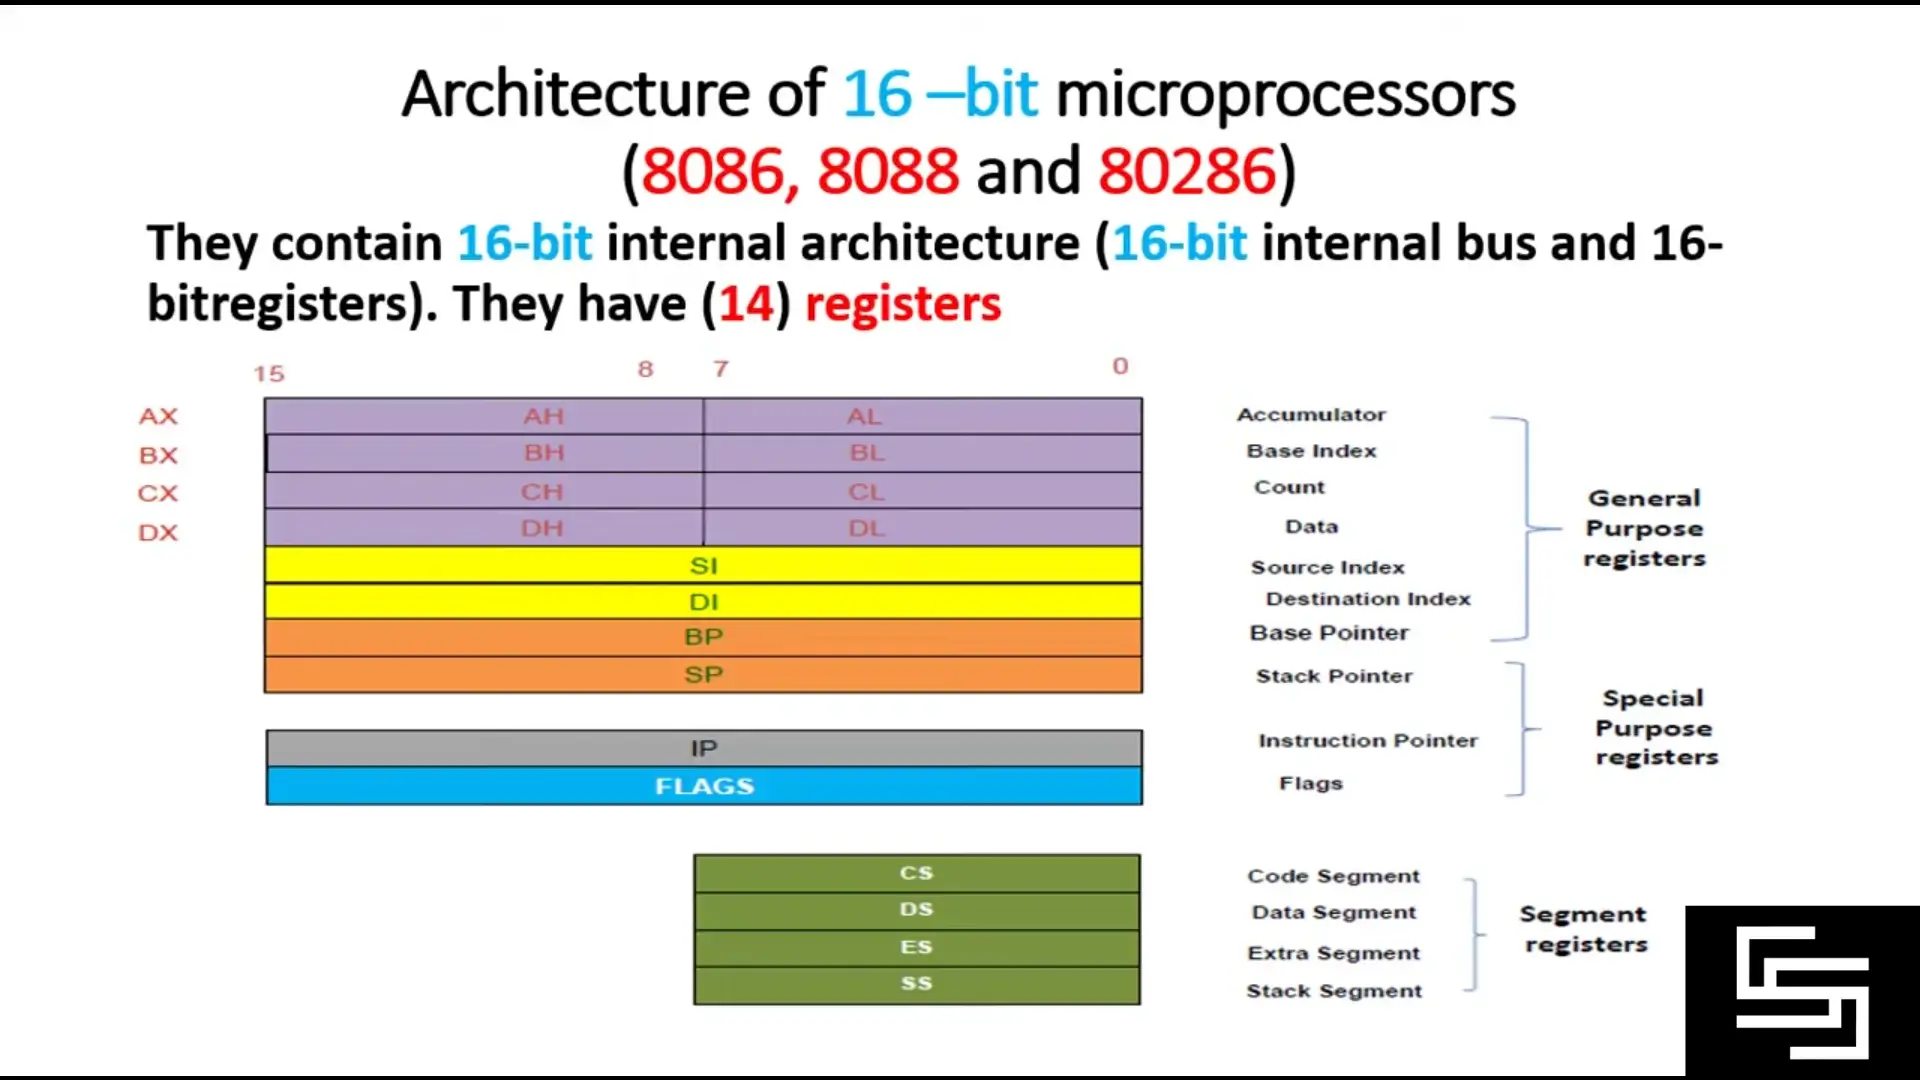 Architecture of 16 –bit microprocessors
(8086, 8088 and 80286)
They contain 16-bit internal architecture (16-bit internal bus and 16-
bitregisters). They have (14) registers
15 8 7 0
AX AH AL Accumulator
BX BH BL Base Index
CX CH CL Count
DX DH DL Data
SI Source Index
DI Destination Index
BP Base Pointer
General
Purpose
registers
SP Stack Pointer
IP Instruction Pointer
FLAGS Flags
Special
Purpose
registers
CS Code Segment
DS Data Segment
ES Extra Segment
SS Stack Segment
Segment
registers